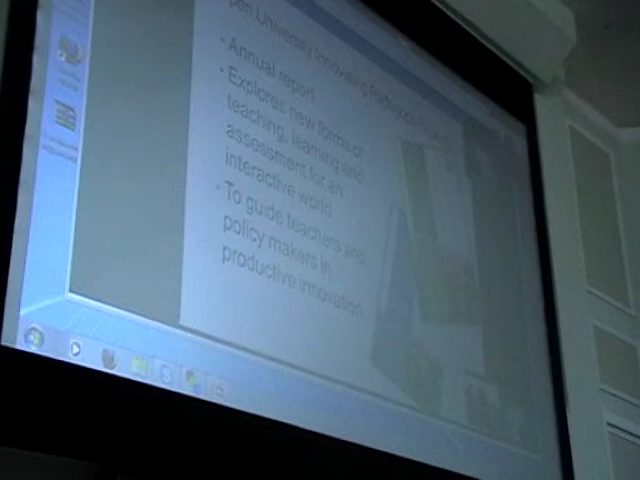 pen University Innovating Pedagogy
• Annual report
• Explores new forms of
teaching, learning and
assessment for an
interactive world
• To guide teachers and
policy makers in
productive innovation